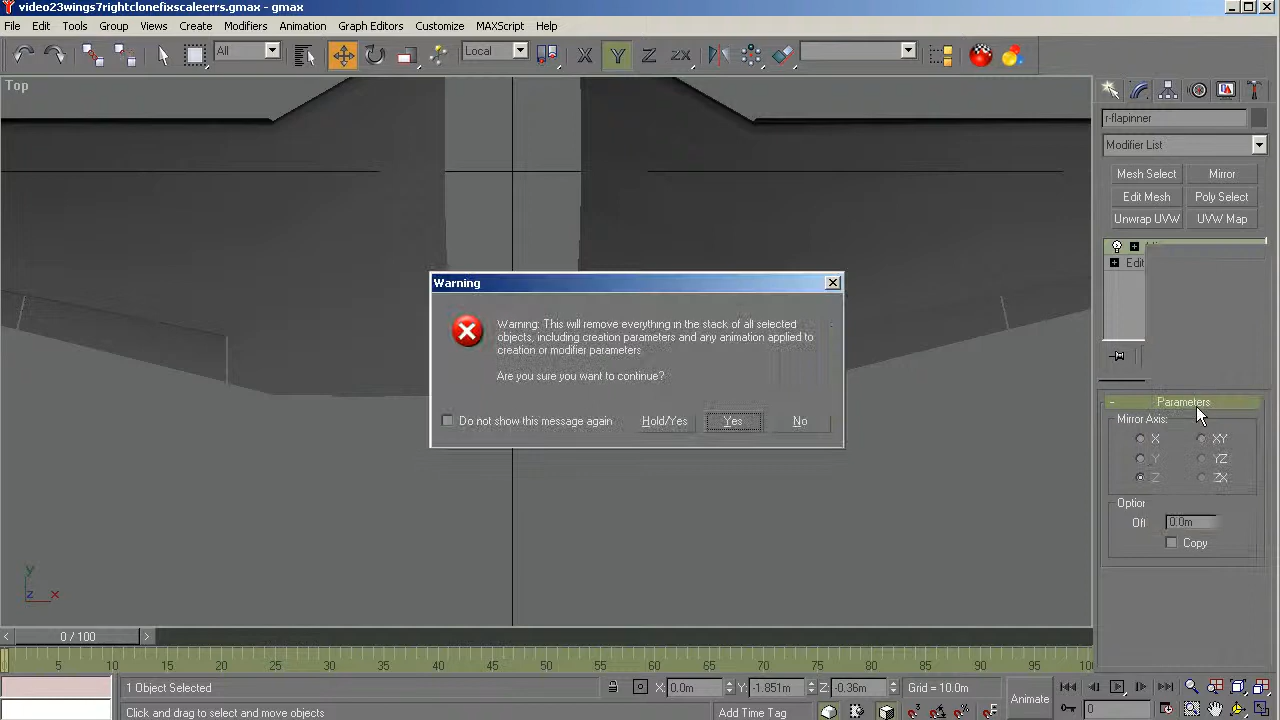 video23wings7rightclonefixscaleerrs.gmax - gmax
File Edit Tools Group Views Create Modifiers Animation Graph Editors Customize MAXScript Help
All Local X Y Z ZX
Top
r-flapinner
Modifier List
Mesh Select Mirror
Edit Mesh Poly Select
Unwrap UVW UVW Map
Edit
Warning
Warning: This will remove everything in the stack of all selected
objects, including creation parameters and any animation applied to
creation or modifier parameters
Are you sure you want to continue?
Do not show this message again Hold/Yes Yes No
Parameters
Mirror Axis:
X XY
Y YZ
Z ZX
Option
Off 0.0m
Copy
y
z x
0 / 100
5 10 15 20 25 30 35 40 45 50 55 60 65 70 75 80 85 90 95 100
1 Object Selected X: 0.0m Y: -1.851m Z: -0.36m Grid = 10.0m Animate
Click and drag to select and move objects Add Time Tag 0